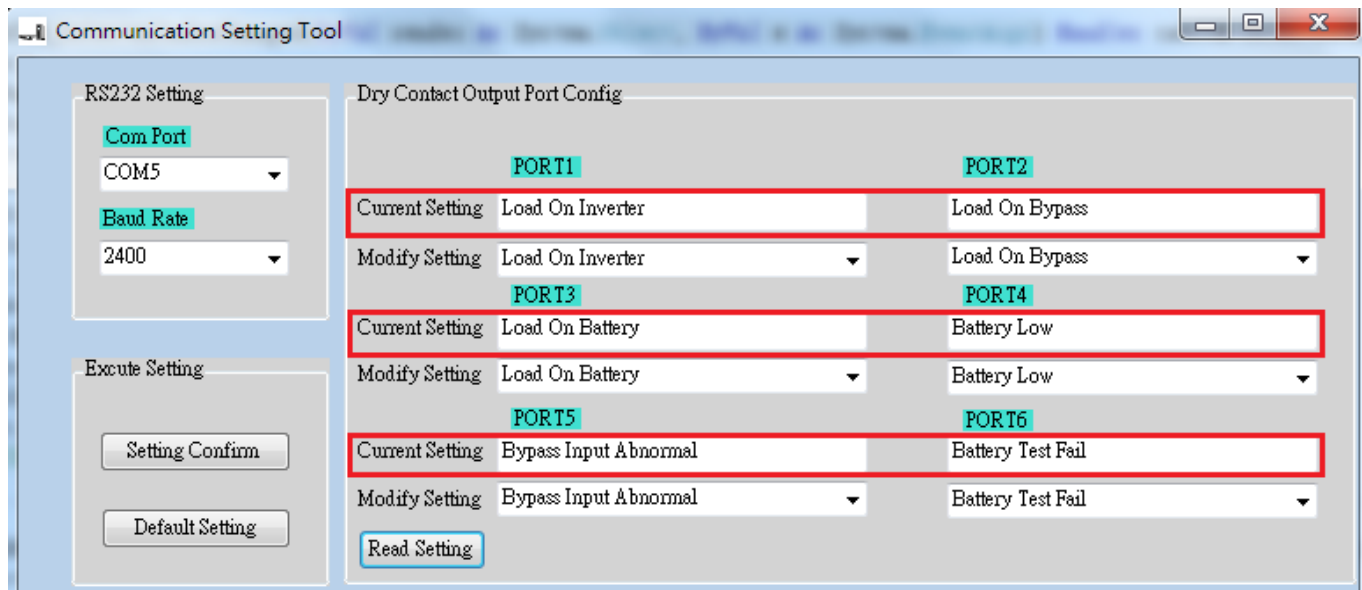 Communication Setting Tool
RS232 Setting
Com Port
COM5
Baud Rate
2400
Excute Setting
Setting Confirm
Default Setting
Dry Contact Output Port Config
PORT1 PORT2
Current Setting Load On Inverter Load On Bypass
Modify Setting Load On Inverter Load On Bypass
PORT3 PORT4
Current Setting Load On Battery Battery Low
Modify Setting Load On Battery Battery Low
PORT5 PORT6
Current Setting Bypass Input Abnormal Battery Test Fail
Modify Setting Bypass Input Abnormal Battery Test Fail
Read Setting